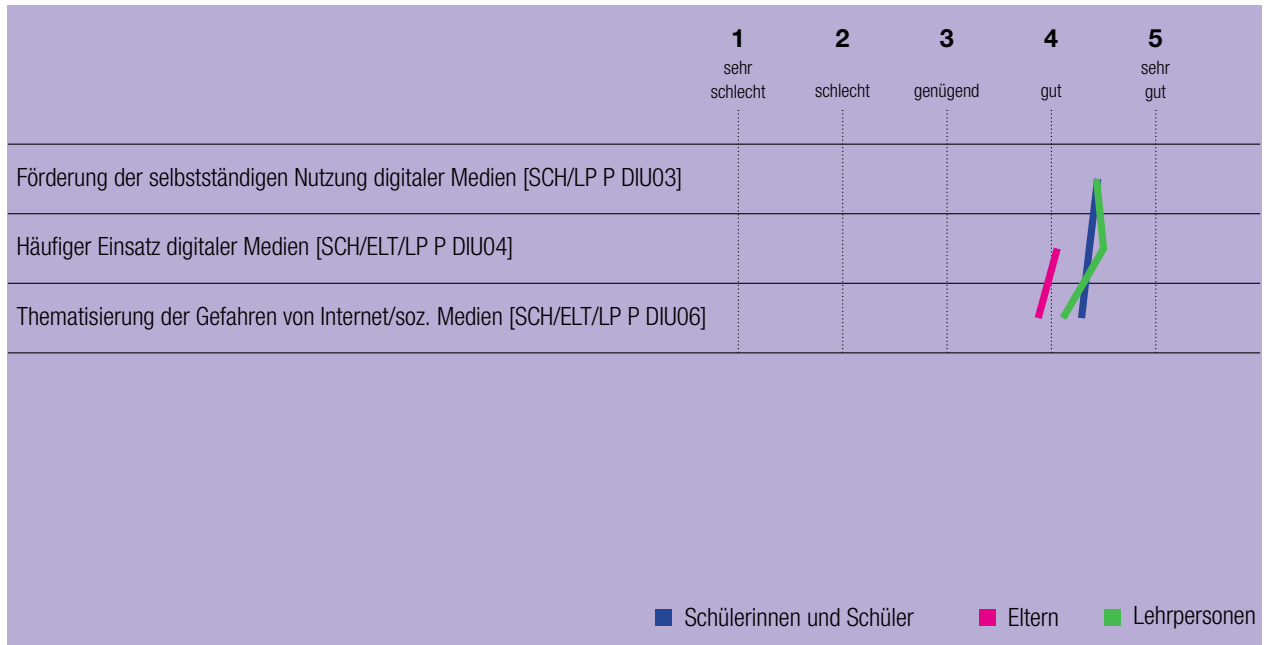 1 2 3 4 5
sehr schlecht schlecht genügend gut sehr gut
Förderung der selbstständigen Nutzung digitaler Medien [SCH/LP P DIU03]
Häufiger Einsatz digitaler Medien [SCH/ELT/LP P DIU04]
Thematisierung der Gefahren von Internet/soz. Medien [SCH/ELT/LP P DIU06]
Schülerinnen und Schüler Eltern Lehrpersonen